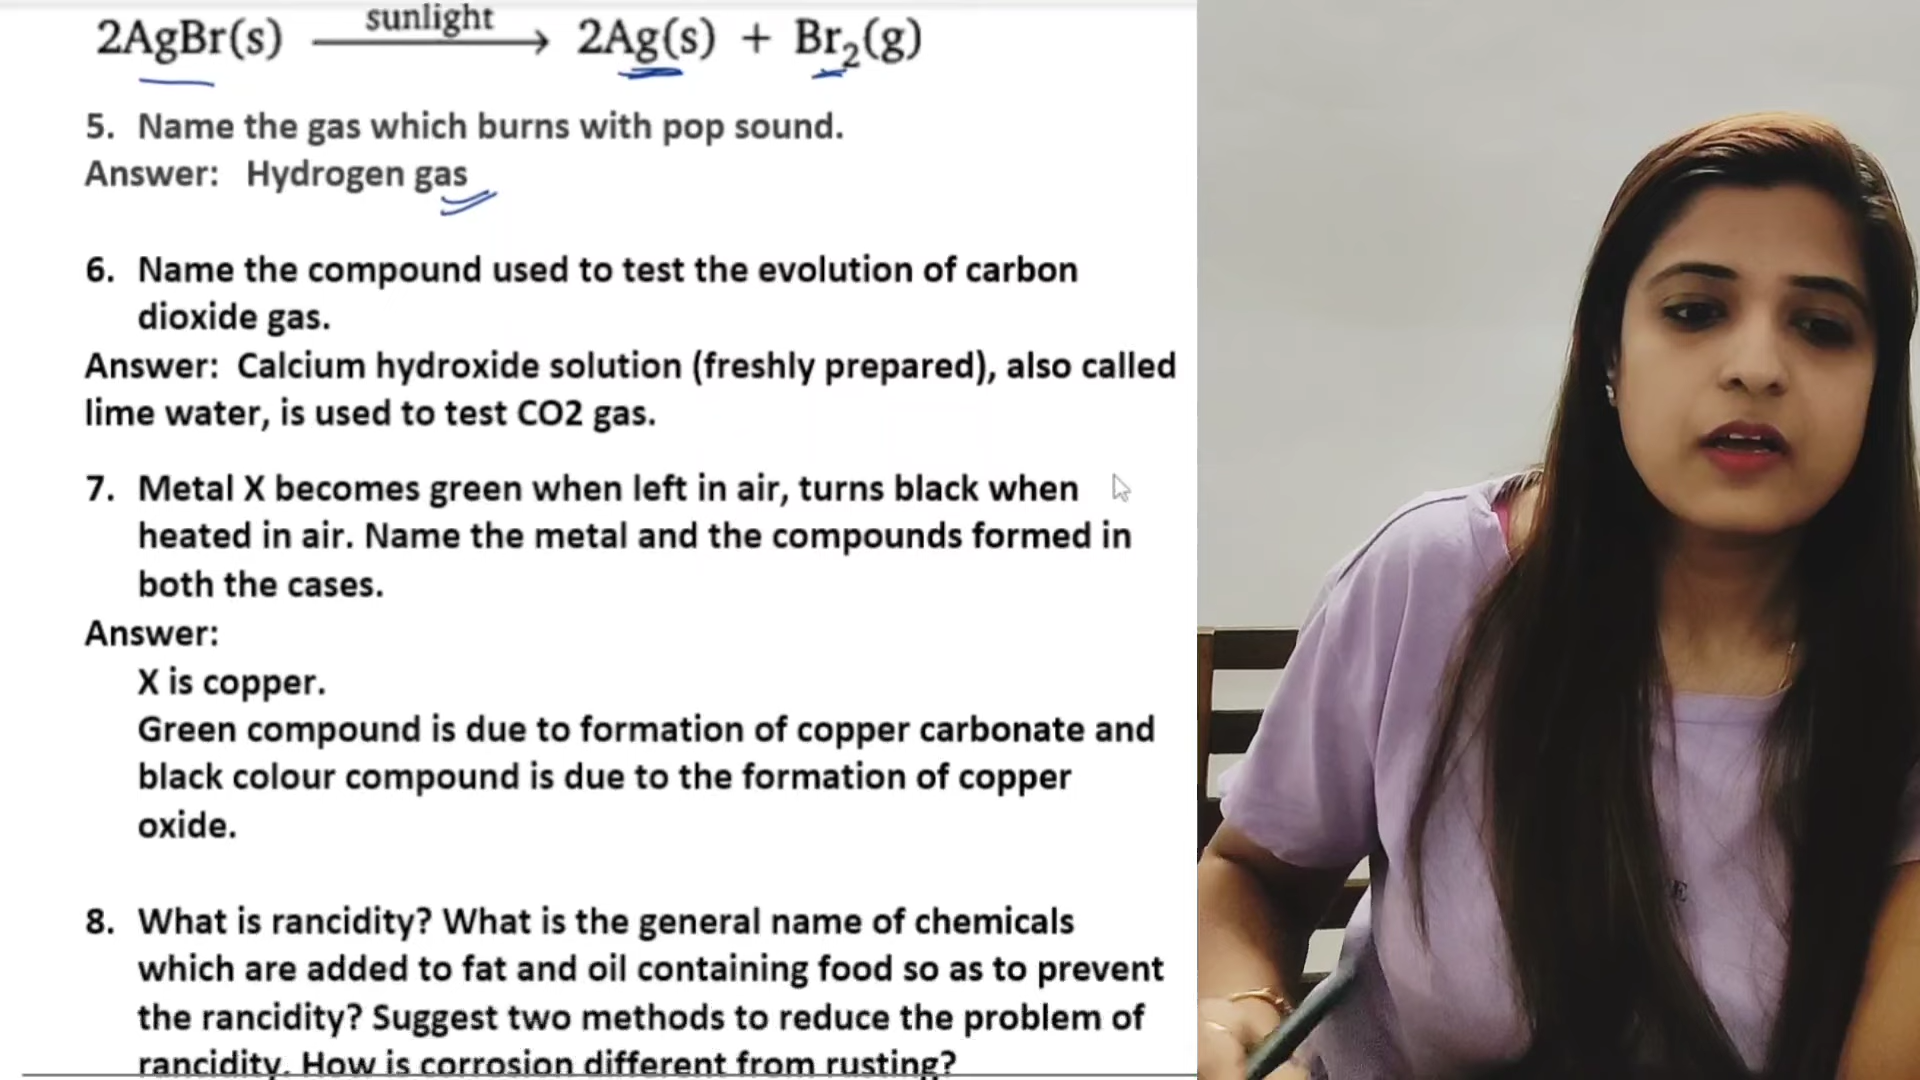 sunlight
2AgBr(s) ⟶ 2Ag(s) + Br₂(g)
5. Name the gas which burns with pop sound.
Answer: Hydrogen gas
6. Name the compound used to test the evolution of carbon
dioxide gas.
Answer: Calcium hydroxide solution (freshly prepared), also called
lime water, is used to test CO2 gas.
7. Metal X becomes green when left in air, turns black when
heated in air. Name the metal and the compounds formed in
both the cases.
Answer:
X is copper.
Green compound is due to formation of copper carbonate and
black colour compound is due to the formation of copper
oxide.
8. What is rancidity? What is the general name of chemicals
which are added to fat and oil containing food so as to prevent
the rancidity? Suggest two methods to reduce the problem of
rancidity. How is corrosion different from rusting?